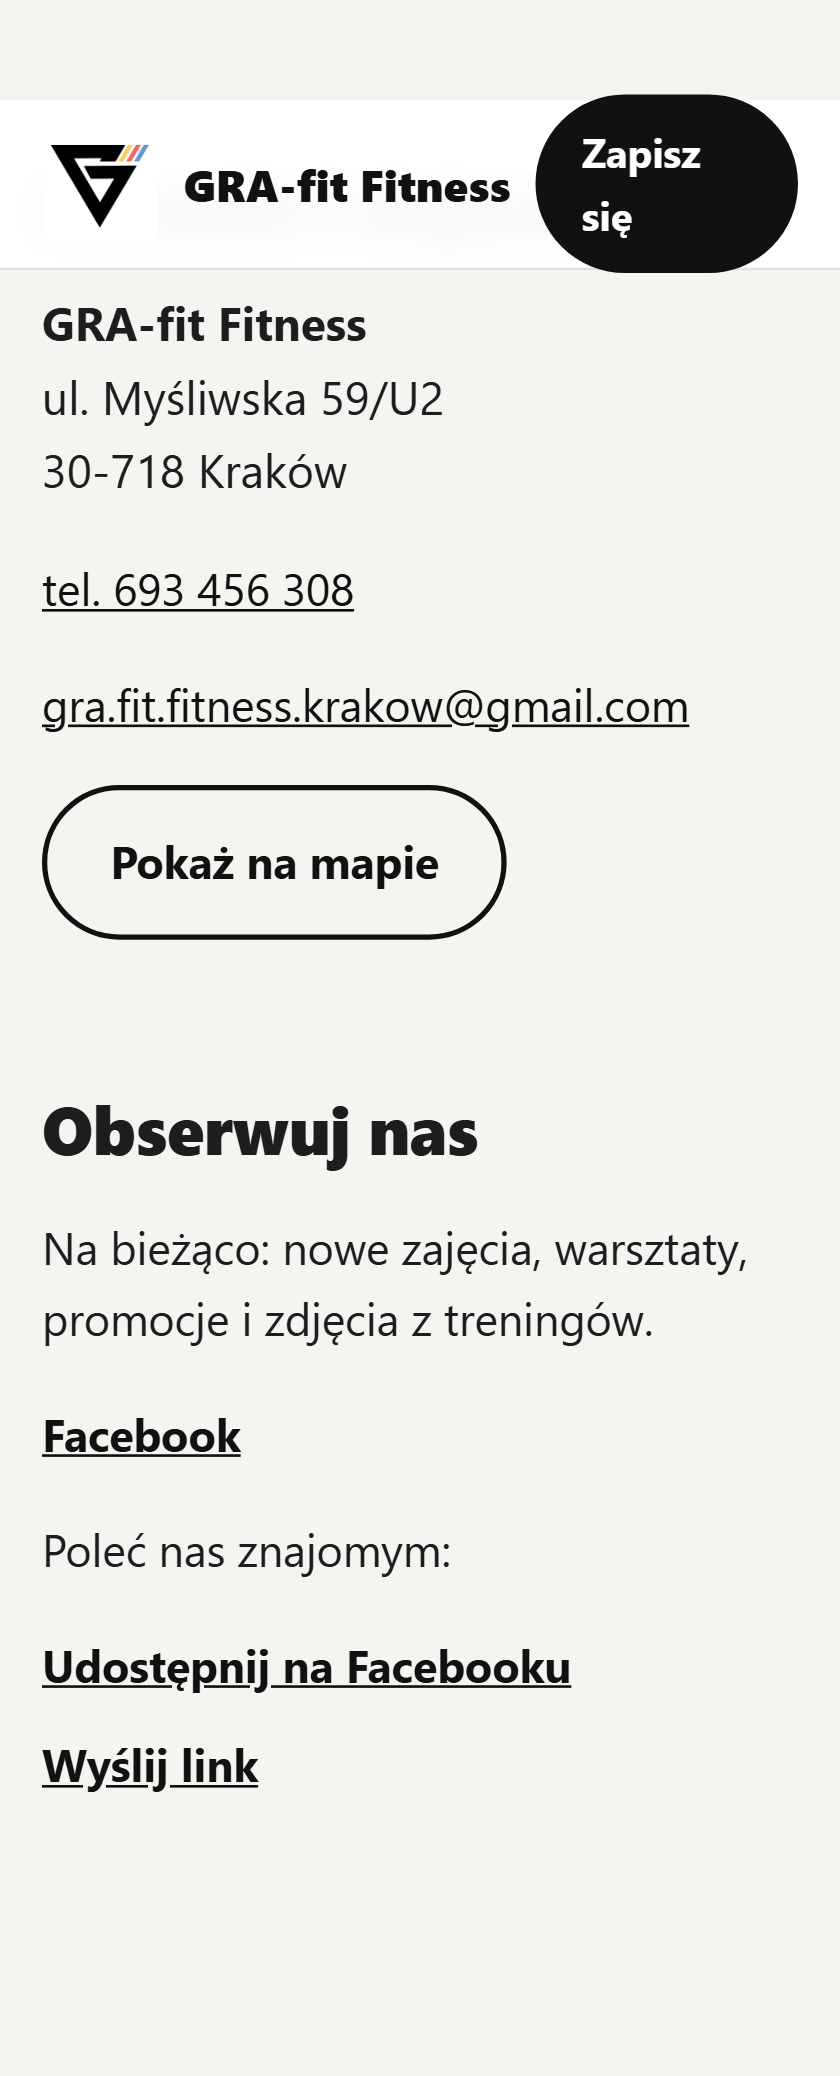 GRA-fit Fitness
Zapisz
się
GRA-fit Fitness
ul. Myśliwska 59/U2
30-718 Kraków
tel. 693 456 308
gra.fit.fitness.krakow@gmail.com
Pokaż na mapie
Obserwuj nas
Na bieżąco: nowe zajęcia, warsztaty,
promocje i zdjęcia z treningów.
Facebook
Poleć nas znajomym:
Udostępnij na Facebooku
Wyślij link